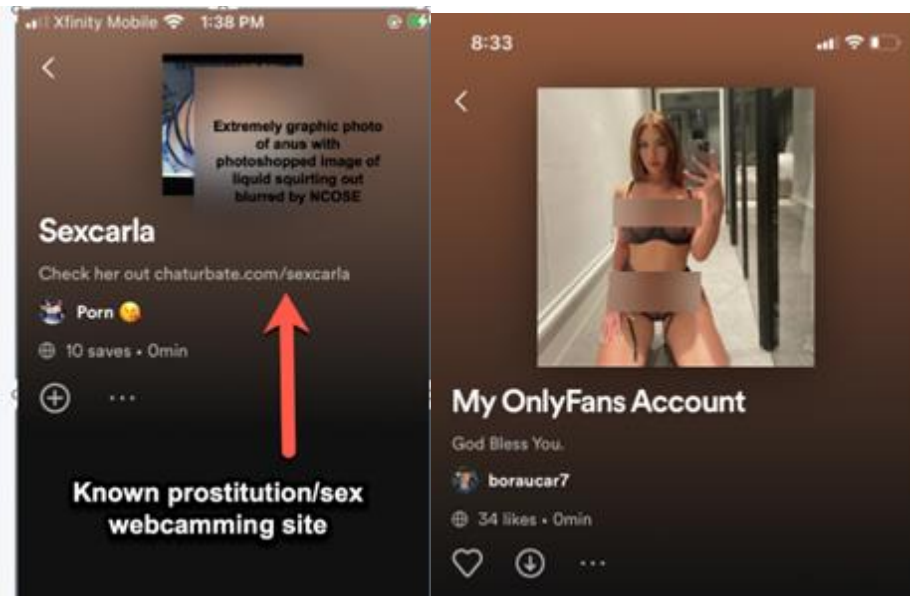 Xfinity Mobile 1:38 PM
Extremely graphic photo
of anus with
photoshopped image of
liquid squirting out
blurred by NCOSE
Sexcarla
Check her out chaturbate.com/sexcarla
Porn 😘
10 saves • 0min
Known prostitution/sex
webcamming site
8:33
My OnlyFans Account
God Bless You.
boraucar7
34 likes • 0min